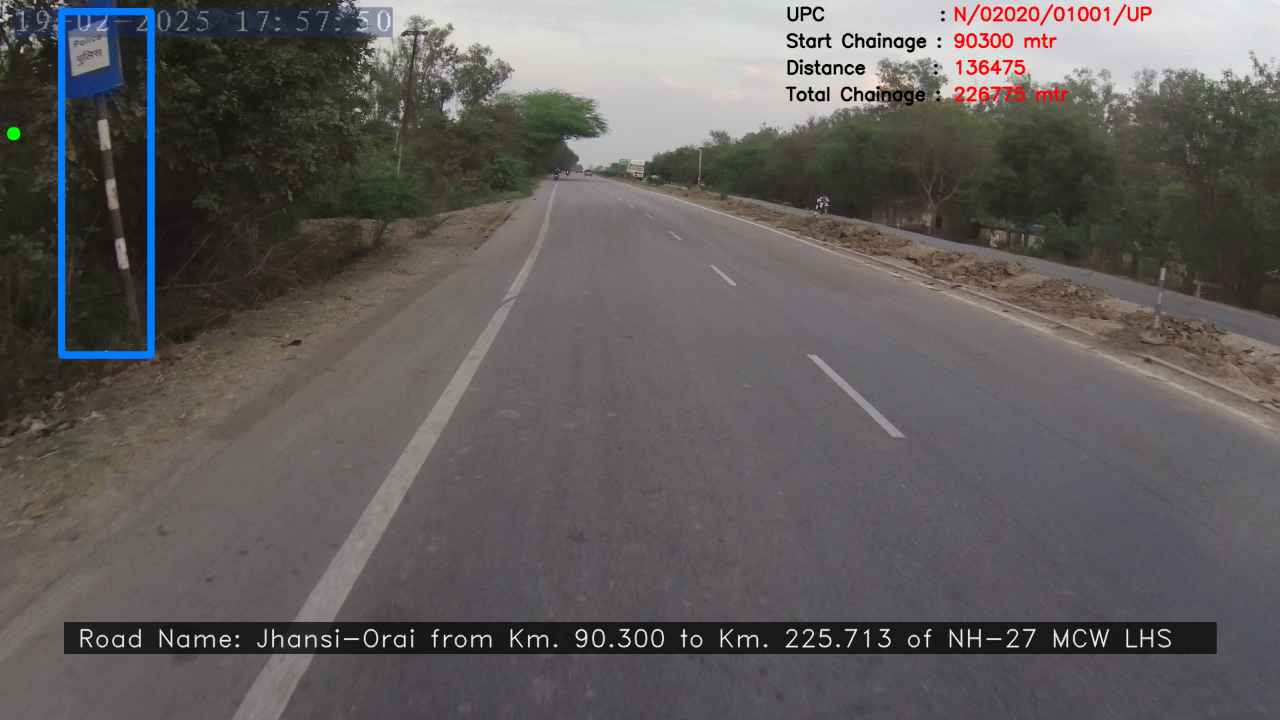 19-02-2025 17:57:50
UPC : N/02020/01001/UP
Start Chainage : 90300 mtr
Distance : 136475
Total Chainage : 226775 mtr
POLICE
पुलिस
Road Name: Jhansi-Orai from Km. 90.300 to Km. 225.713 of NH-27 MCW LHS